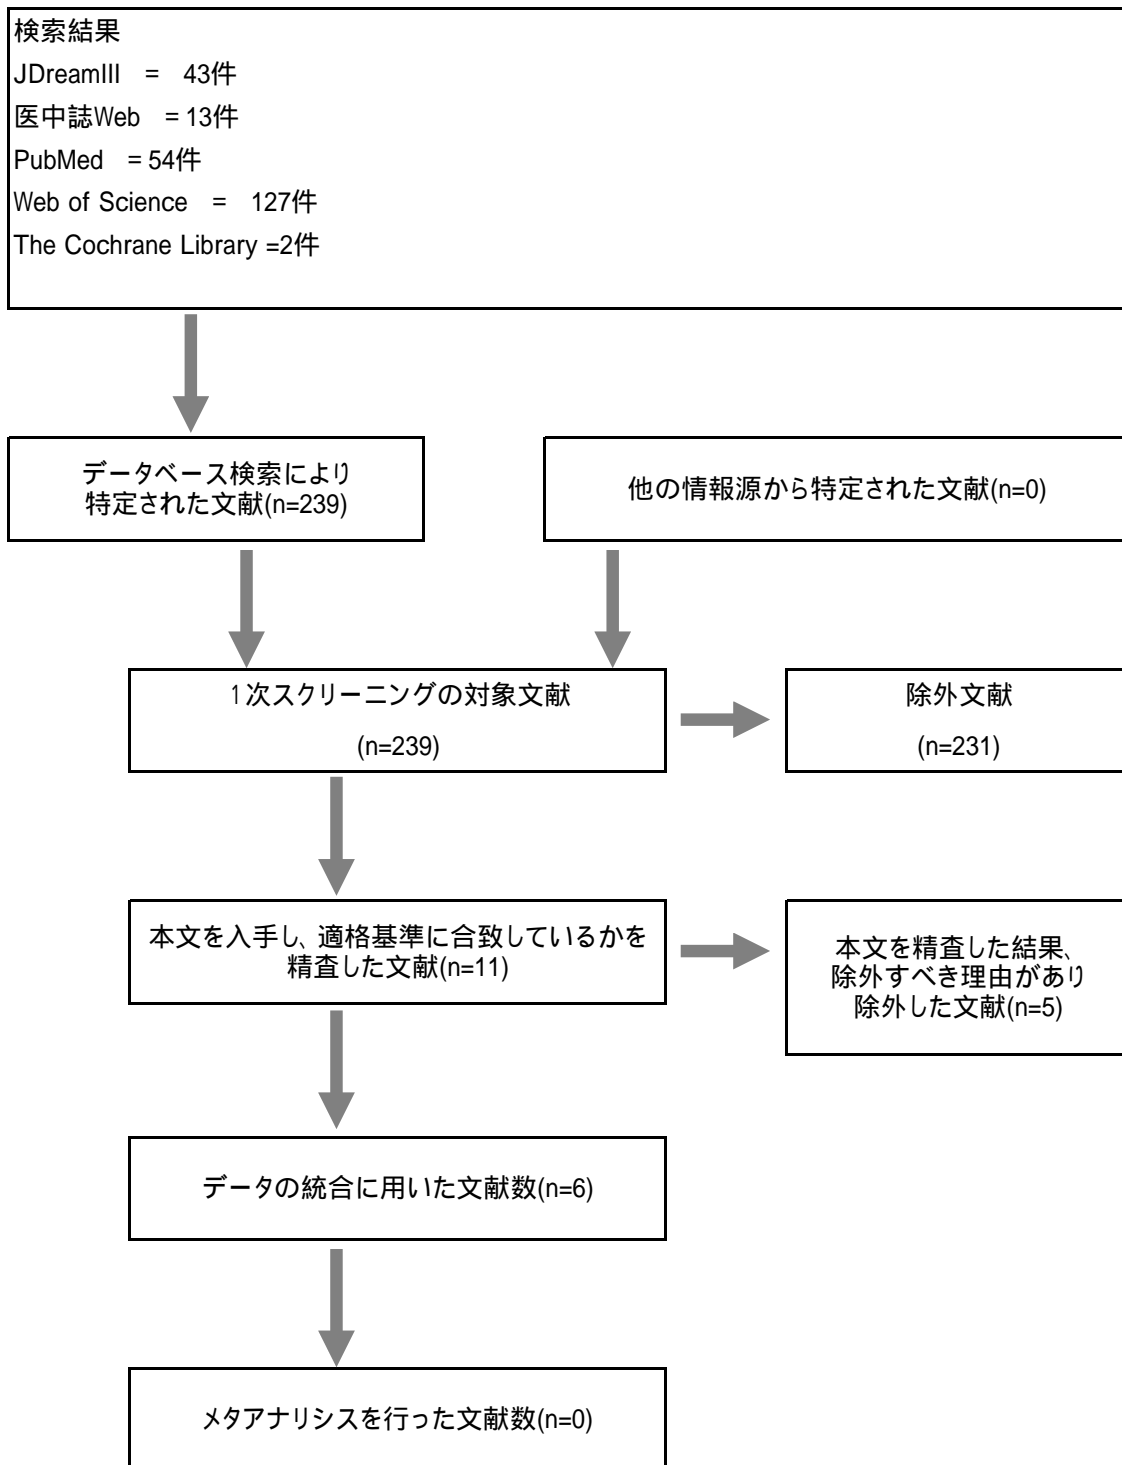 検索結果
JDreamIII = 43件
医中誌Web = 13件
PubMed = 54件
Web of Science = 127件
The Cochrane Library =2件
データベース検索により
特定された文献(n=239)
他の情報源から特定された文献(n=0)
1次スクリーニングの対象文献
(n=239)
除外文献
(n=231)
本文を入手し、適格基準に合致しているかを
精査した文献(n=11)
本文を精査した結果、
除外すべき理由があり
除外した文献(n=5)
データの統合に用いた文献数(n=6)
メタアナリシスを行った文献数(n=0)